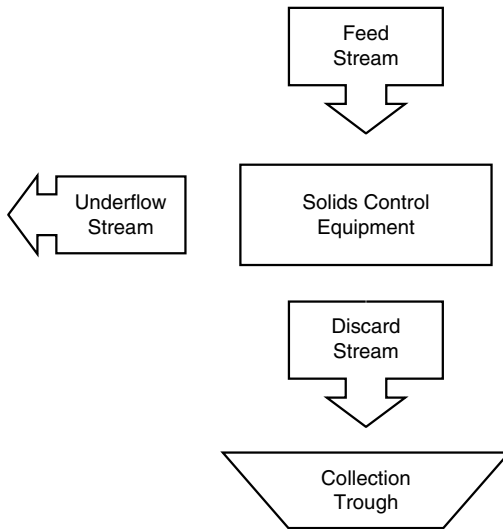 Feed
Stream
Underflow
Stream
Solids Control
Equipment
Discard
Stream
Collection
Trough